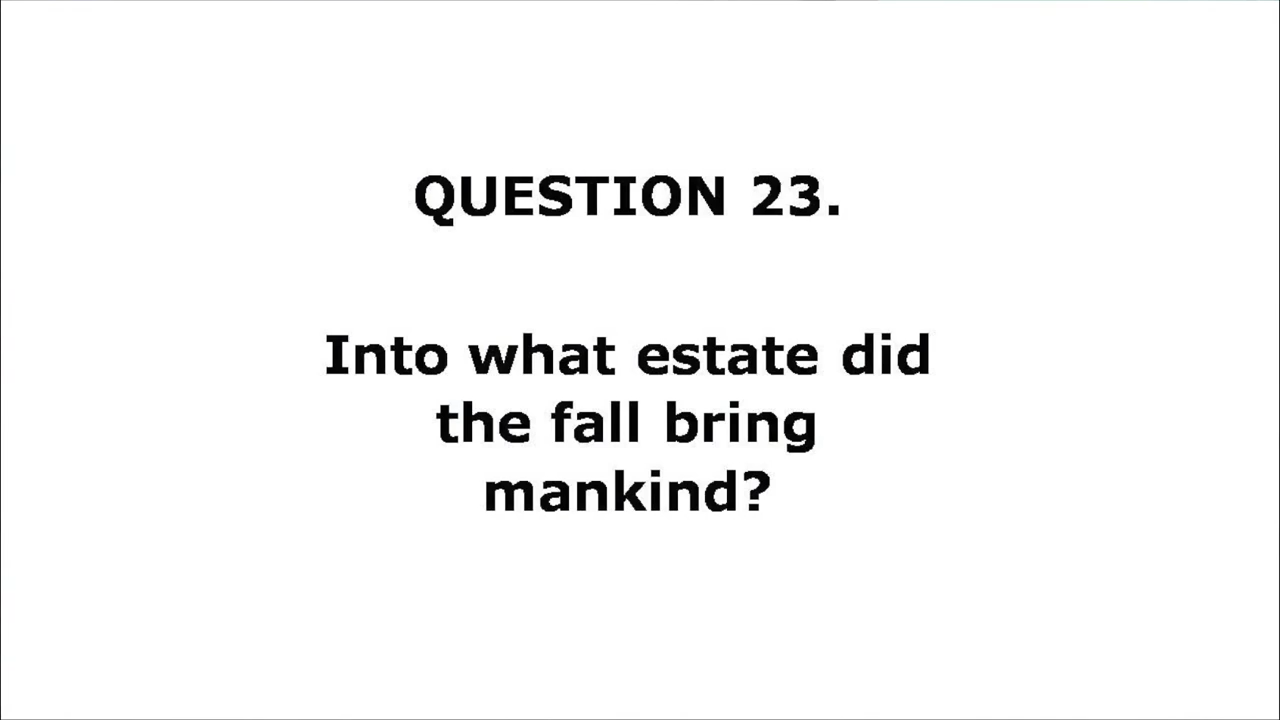 QUESTION 23.
Into what estate did
the fall bring
mankind?